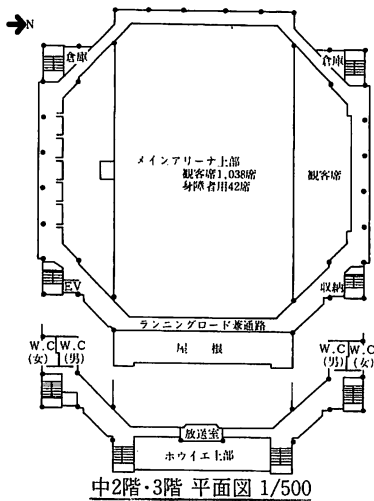 N
倉庫
倉庫
メインアリーナ上部
観客席1,038席
身障者用42席
観客席
EV
収納
ランニングロード兼通路
屋根
W.C
(女)
W.C
(男)
W.C
(男)
W.C
(女)
放送室
ホワイエ上部
中2階・3階 平面図 1/500